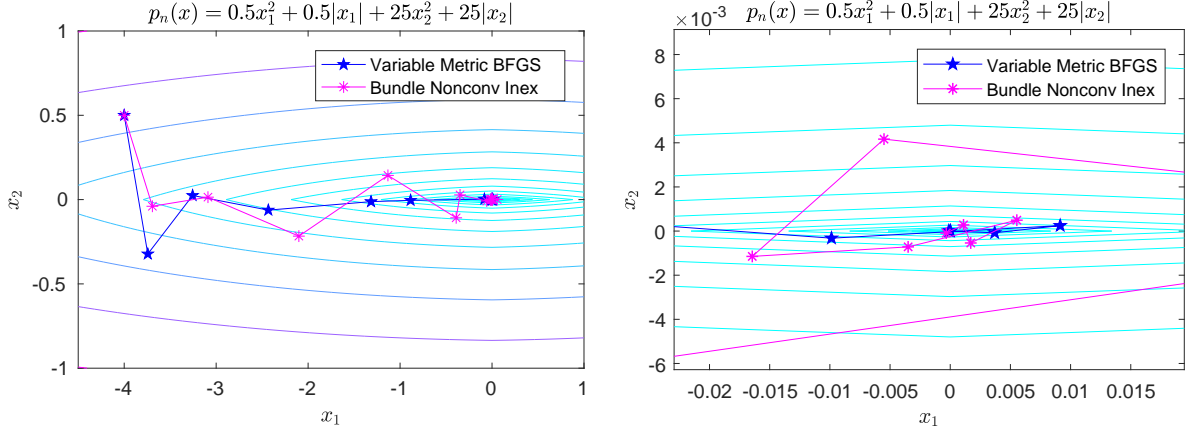 p_n(x) = 0.5x_1^2 + 0.5|x_1| + 25x_2^2 + 25|x_2|
1
0.5
0
-0.5
-1
x_2
-4
-3
-2
-1
0
1
x_1
Variable Metric BFGS
Bundle Nonconv Inex
×10^{-3}
p_n(x) = 0.5x_1^2 + 0.5|x_1| + 25x_2^2 + 25|x_2|
8
6
4
2
0
-2
-4
-6
x_2
-0.02
-0.015
-0.01
-0.005
0
0.005
0.01
0.015
x_1
Variable Metric BFGS
Bundle Nonconv Inex